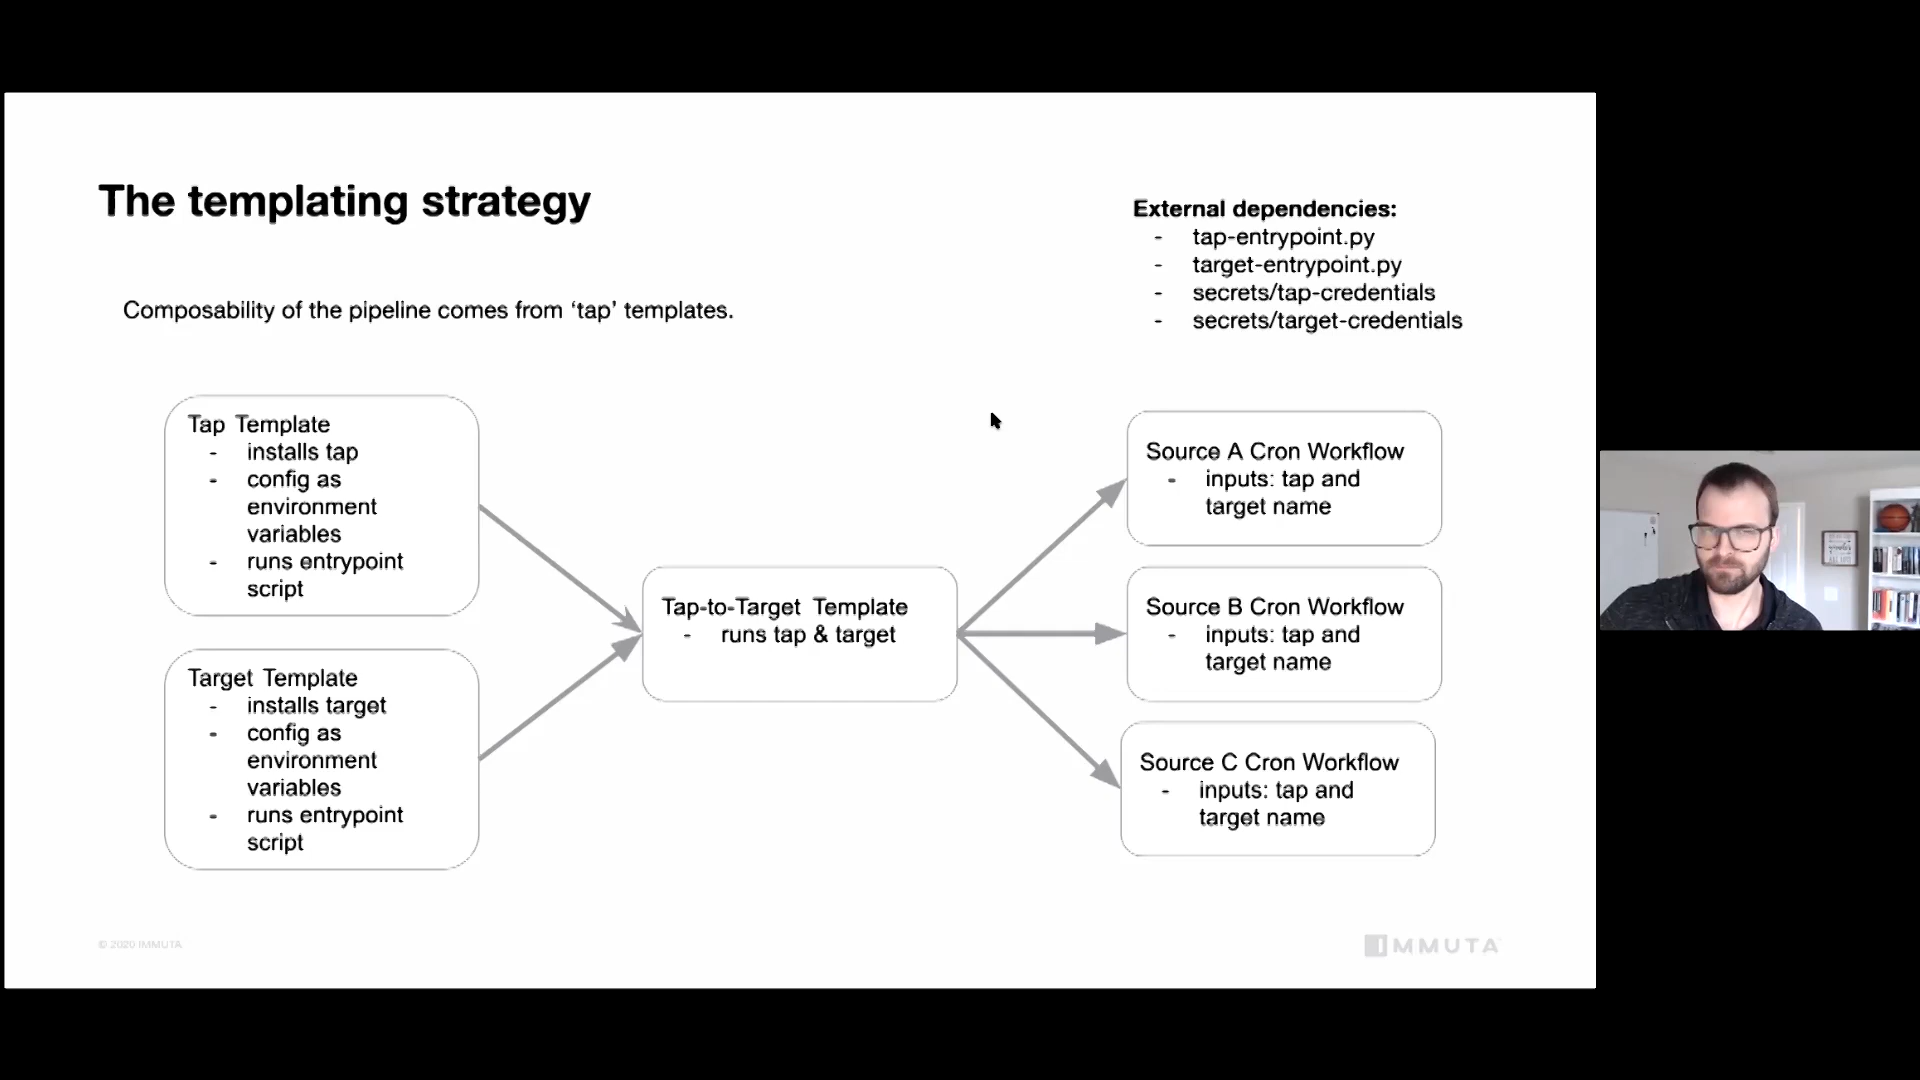 The templating strategy
External dependencies:
- tap-entrypoint.py
- target-entrypoint.py
- secrets/tap-credentials
- secrets/target-credentials
Composability of the pipeline comes from ‘tap’ templates.
Tap Template
- installs tap
- config as
environment
variables
- runs entrypoint
script
Target Template
- installs target
- config as
environment
variables
- runs entrypoint
script
Tap-to-Target Template
- runs tap & target
Source A Cron Workflow
- inputs: tap and
target name
Source B Cron Workflow
- inputs: tap and
target name
Source C Cron Workflow
- inputs: tap and
target name
© 2020 IMMUTA
IMMUTA